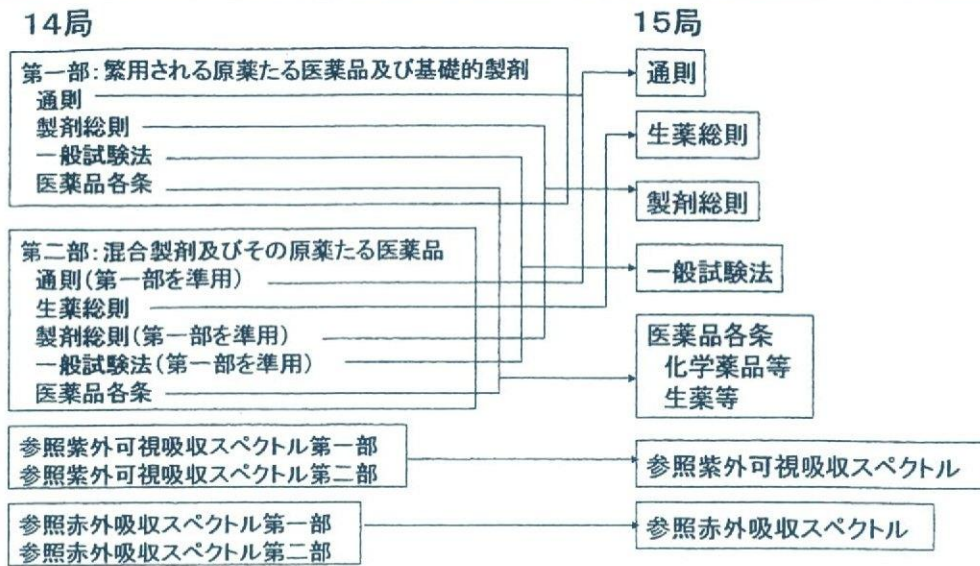 14局
第一部：繁用される原薬たる医薬品及び基礎的製剤
通則
製剤総則
一般試験法
医薬品各条
第二部：混合製剤及びその原薬たる医薬品
通則(第一部を準用)
生薬総則
製剤総則(第一部を準用)
一般試験法(第一部を準用)
医薬品各条
参照紫外可視吸収スペクトル第一部
参照紫外可視吸収スペクトル第二部
参照赤外吸収スペクトル第一部
参照赤外吸収スペクトル第二部
15局
通則
生薬総則
製剤総則
一般試験法
医薬品各条
化学薬品等
生薬等
参照紫外可視吸収スペクトル
参照赤外吸収スペクトル